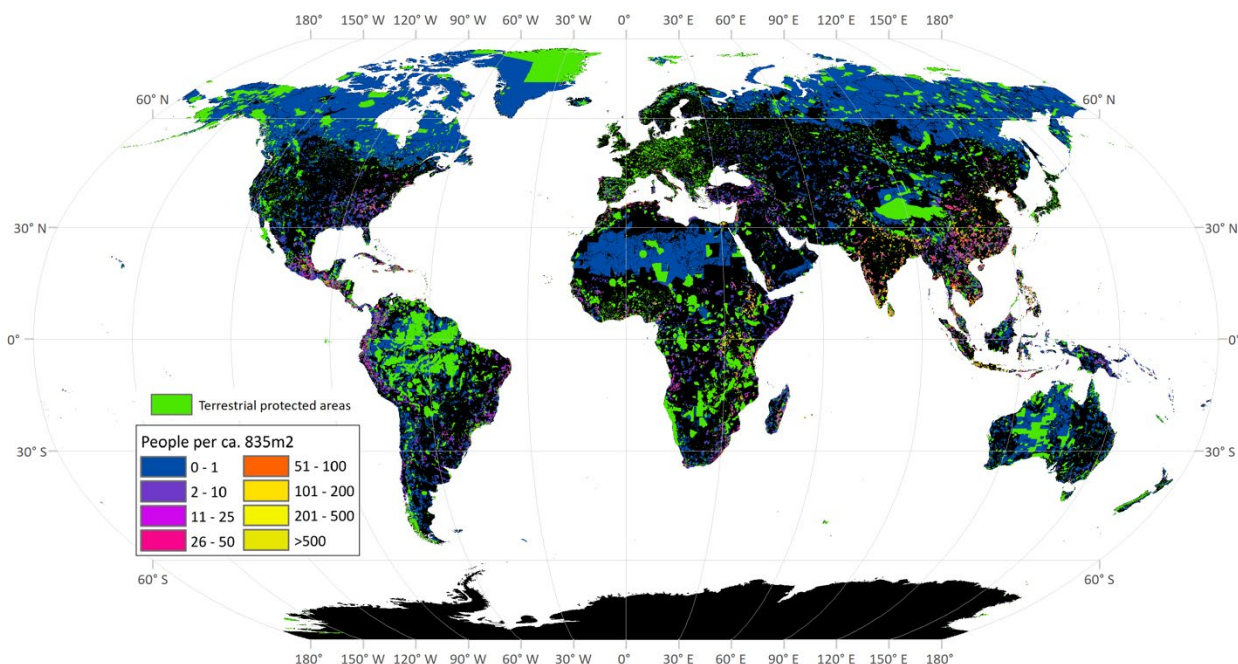 180° 150° W 120° W 90° W 60° W 30° W 0° 30° E 60° E 90° E 120° E 150° E 180°
60° N 60° N
30° N 30° N
0° 0°
Terrestrial protected areas
People per ca. 835m2
0 - 1 51 - 100
2 - 10 101 - 200
11 - 25 201 - 500
26 - 50 >500
30° S 30° S
60° S 60° S
180° 150° W 120° W 90° W 60° W 30° W 0° 30° E 60° E 90° E 120° E 150° E 180°